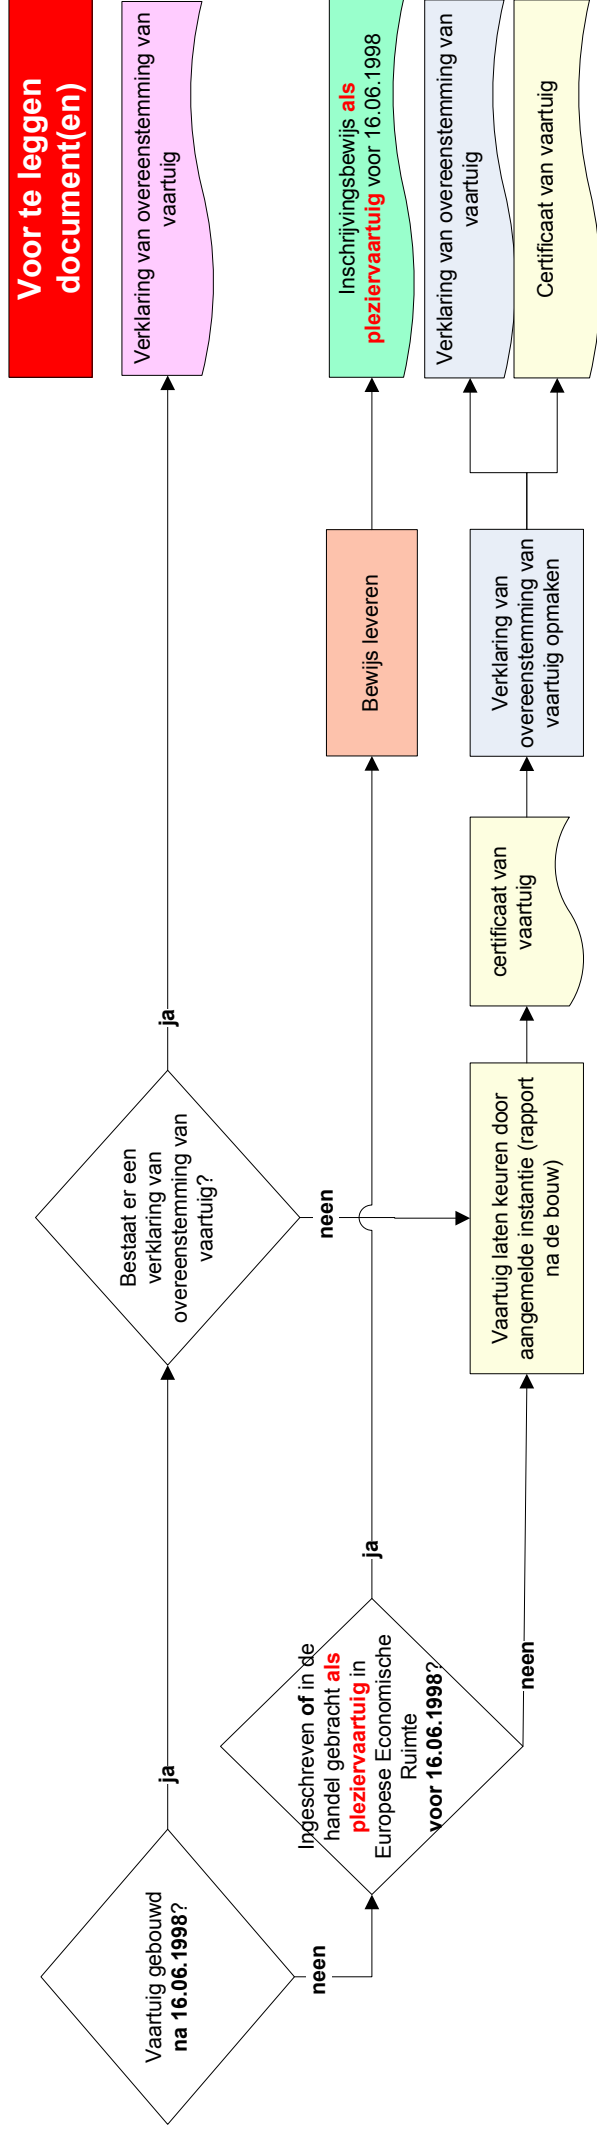 Vaartuig gebouwd
na 16.06.1998?
ja
neen
Bestaat er een
verklaring van
overeenstemming van
vaartuig?
ja
neen
Voor te leggen
document(en)
Verklaring van overeenstemming van
vaartuig
Ingeschreven of in de
handel gebracht als
pleziervaartuig in
Europese Economische
Ruimte
voor 16.06.1998?
ja
neen
Bewijs leveren
Inschrijvingsbewijs als
pleziervaartuig voor 16.06.1998
Vaartuig laten keuren door
aangemelde instantie (rapport
na de bouw)
certificaat van
vaartuig
Verklaring van
overeenstemming van
vaartuig opmaken
Verklaring van overeenstemming van
vaartuig
Certificaat van vaartuig